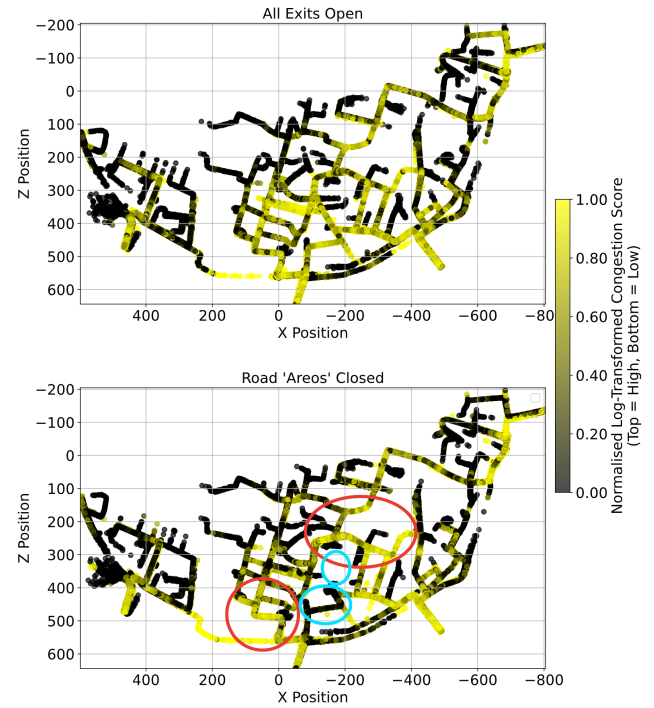 All Exits Open
−200
−100
0
100
200
300
400
500
600
Z Position
400 200 0 −200 −400 −600 −80
X Position
Road 'Areos' Closed
−200
−100
0
100
200
300
400
500
600
Z Position
400 200 0 −200 −400 −600 −800
X Position
1.00
0.80
0.60
0.40
0.20
0.00
Normalised Log-Transformed Congestion Score
(Top = High, Bottom = Low)